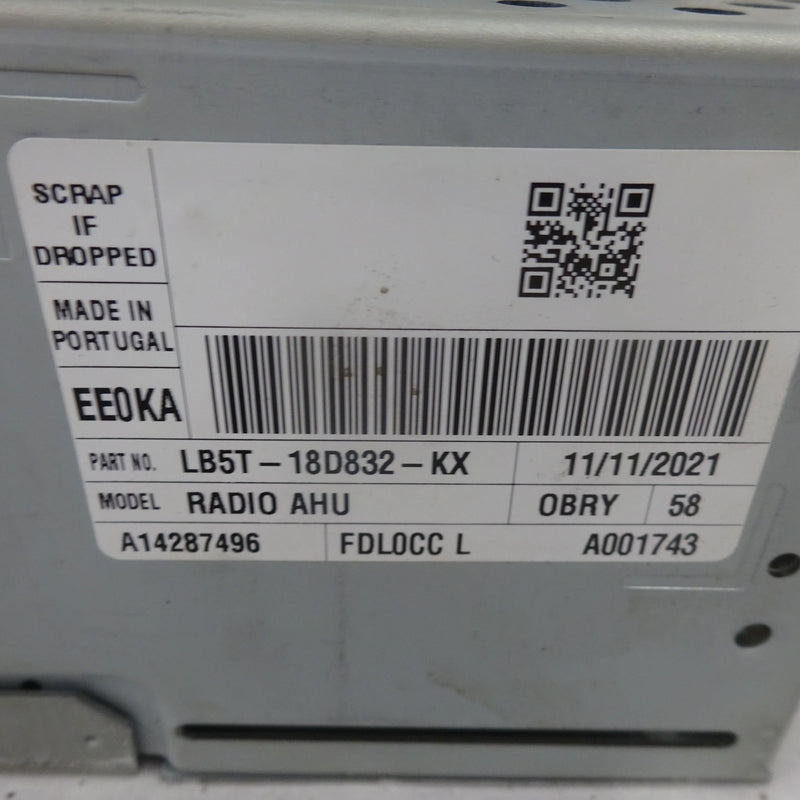 SCRAP
IF
DROPPED
MADE IN
PORTUGAL
EE0KA
PART NO. LB5T-18D832-KX 11/11/2021
MODEL RADIO AHU OBRY 58
A14287496 FDL0CC L A001743